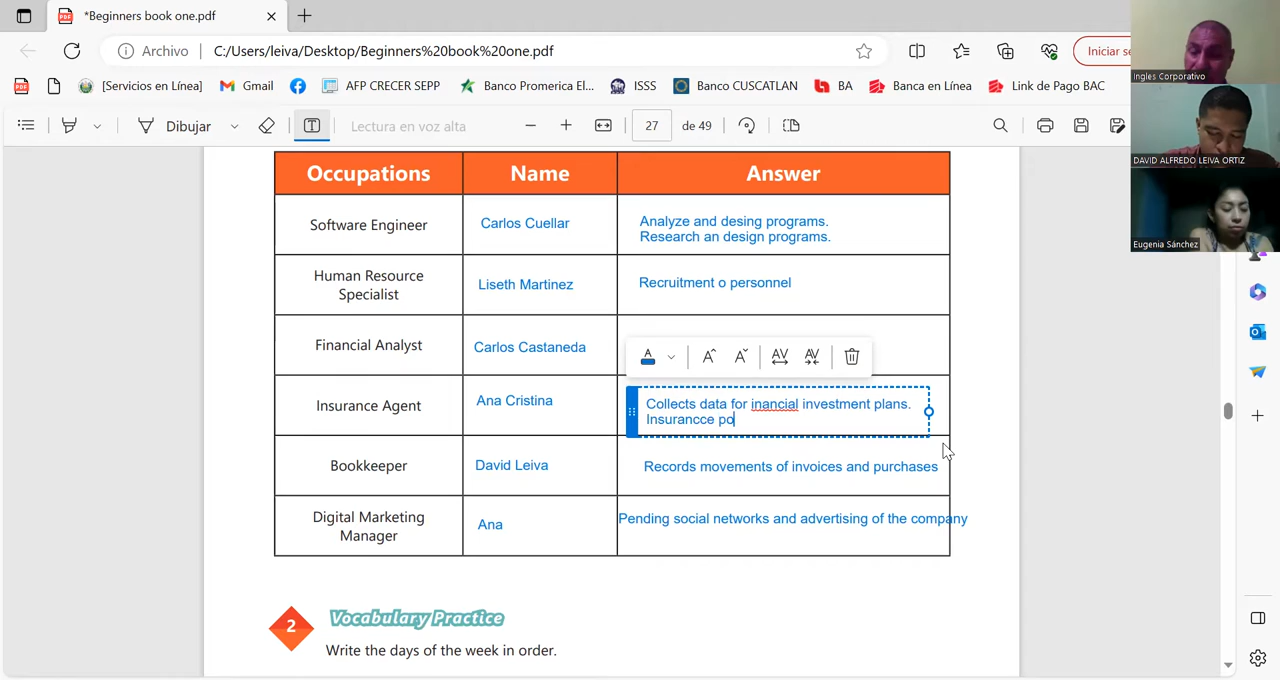 *Beginners book one.pdf
Archivo C:/Users/leiva/Desktop/Beginners%20book%20one.pdf
Iniciar se
[Servicios en Línea] Gmail AFP CRECER SEPP Banco Promerica El... ISSS Banco CUSCATLAN BA Banca en Línea Link de Pago BAC
Dibujar Lectura en voz alta 27 de 49
Ingles Corporativo
DAVID ALFREDO LEIVA ORTIZ
Eugenia Sánchez
Occupations Name Answer
Software Engineer Carlos Cuellar Analyze and desing programs.
Research an design programs.
Human Resource
Specialist Liseth Martinez Recruitment o personnel
Financial Analyst Carlos Castaneda
Insurance Agent Ana Cristina Collects data for inancial investment plans.
Insurancce po
Bookkeeper David Leiva Records movements of invoices and purchases
Digital Marketing
Manager Ana Pending social networks and advertising of the company
2 Vocabulary Practice
Write the days of the week in order.